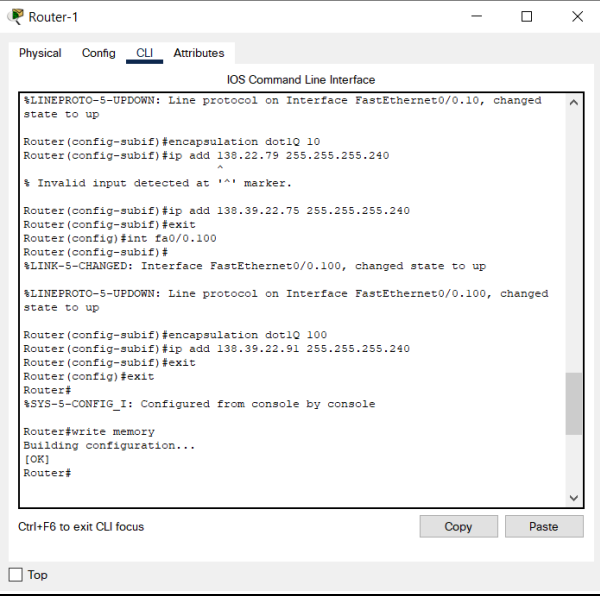 Router-1
Physical Config CLI Attributes
IOS Command Line Interface
%LINEPROTO-5-UPDOWN: Line protocol on Interface FastEthernet0/0.10, changed
state to up
Router(config-subif)#encapsulation dot1Q 10
Router(config-subif)#ip add 138.22.79 255.255.255.240
^
% Invalid input detected at '^' marker.
Router(config-subif)#ip add 138.39.22.75 255.255.255.240
Router(config-subif)#exit
Router(config)#int fa0/0.100
Router(config-subif)#
%LINK-5-CHANGED: Interface FastEthernet0/0.100, changed state to up
%LINEPROTO-5-UPDOWN: Line protocol on Interface FastEthernet0/0.100, changed
state to up
Router(config-subif)#encapsulation dot1Q 100
Router(config-subif)#ip add 138.39.22.91 255.255.255.240
Router(config-subif)#exit
Router(config)#exit
Router#
%SYS-5-CONFIG_I: Configured from console by console
Router#write memory
Building configuration...
[OK]
Router#
Ctrl+F6 to exit CLI focus
Copy Paste
Top